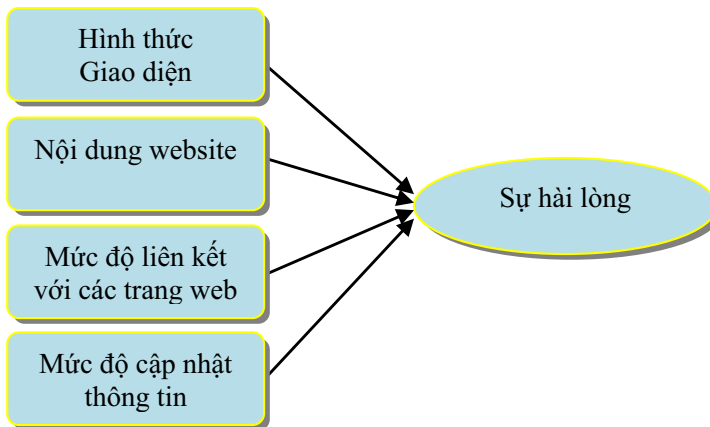 Hình thức
Giao diện
Nội dung website
Mức độ liên kết
với các trang web
Mức độ cập nhật
thông tin
Sự hài lòng